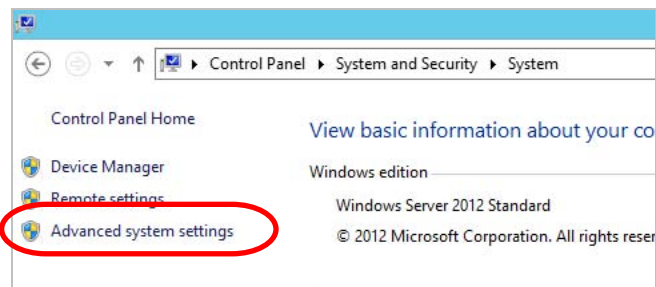 Control Panel ▸ System and Security ▸ System
Control Panel Home
View basic information about your co
Device Manager
Windows edition
Remote settings
Windows Server 2012 Standard
Advanced system settings
© 2012 Microsoft Corporation. All rights reser